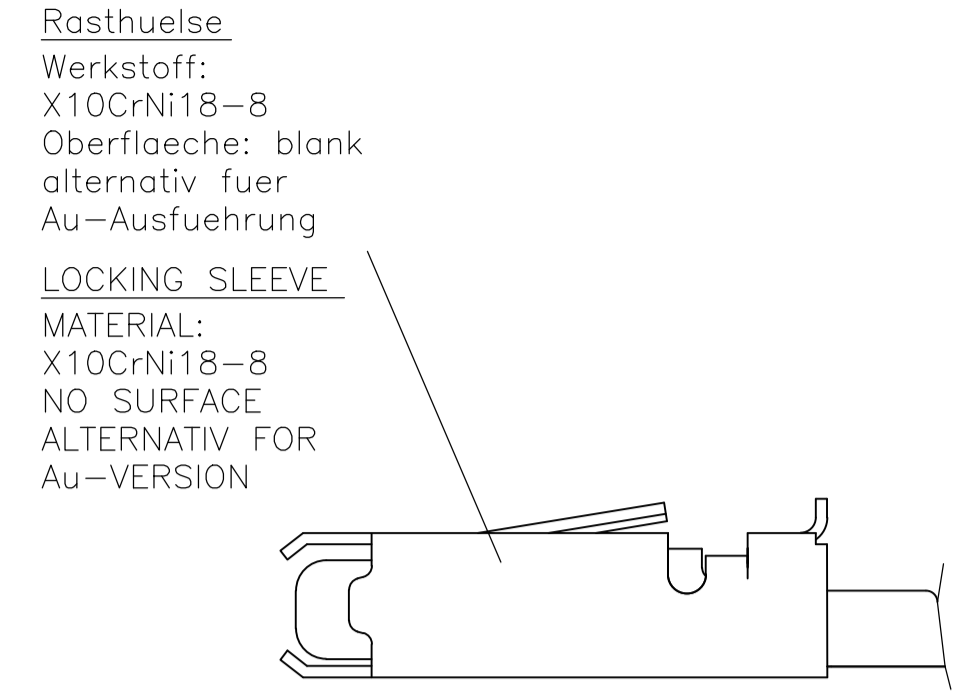 Rasthuelse
Werkstoff:
X10CrNi18-8
Oberflaeche: blank
alternativ fuer
Au-Ausfuehrung
LOCKING SLEEVE
MATERIAL:
X10CrNi18-8
NO SURFACE
ALTERNATIV FOR
Au-VERSION